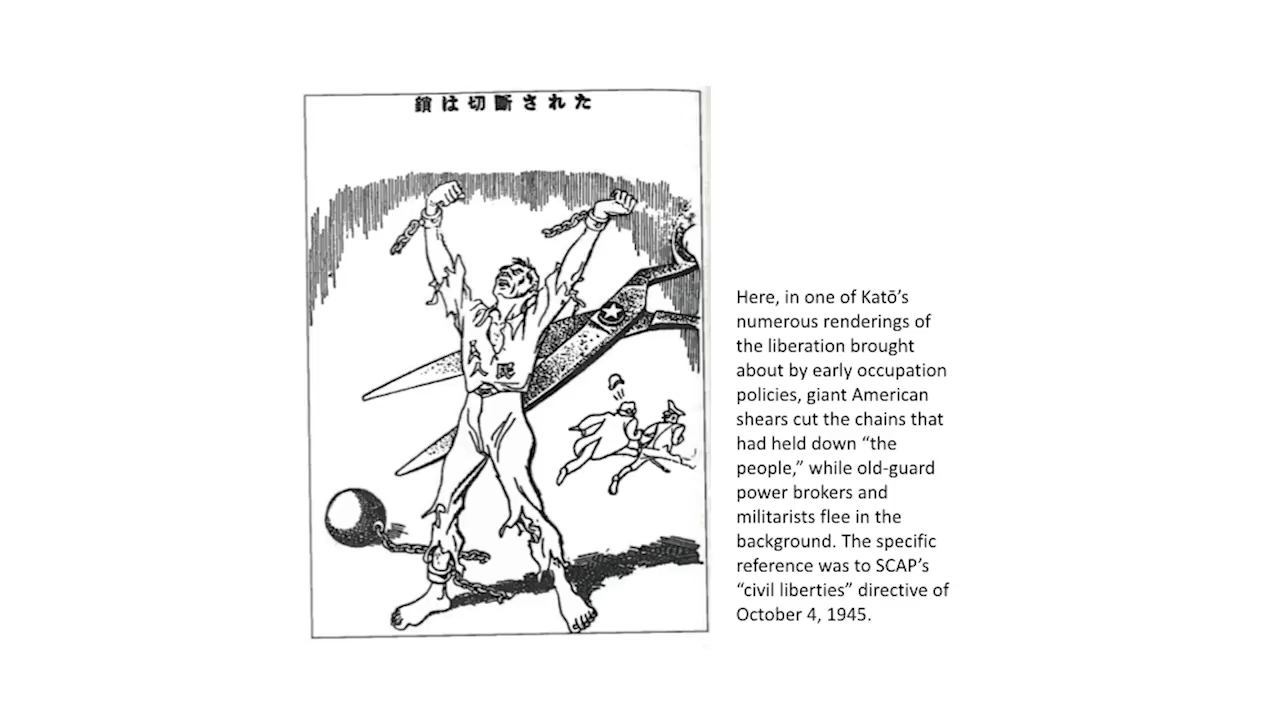 鎖は切斷された
人民
Here, in one of Katō’s
numerous renderings of
the liberation brought
about by early occupation
policies, giant American
shears cut the chains that
had held down “the
people,” while old-guard
power brokers and
militarists flee in the
background. The specific
reference was to SCAP’s
“civil liberties” directive of
October 4, 1945.